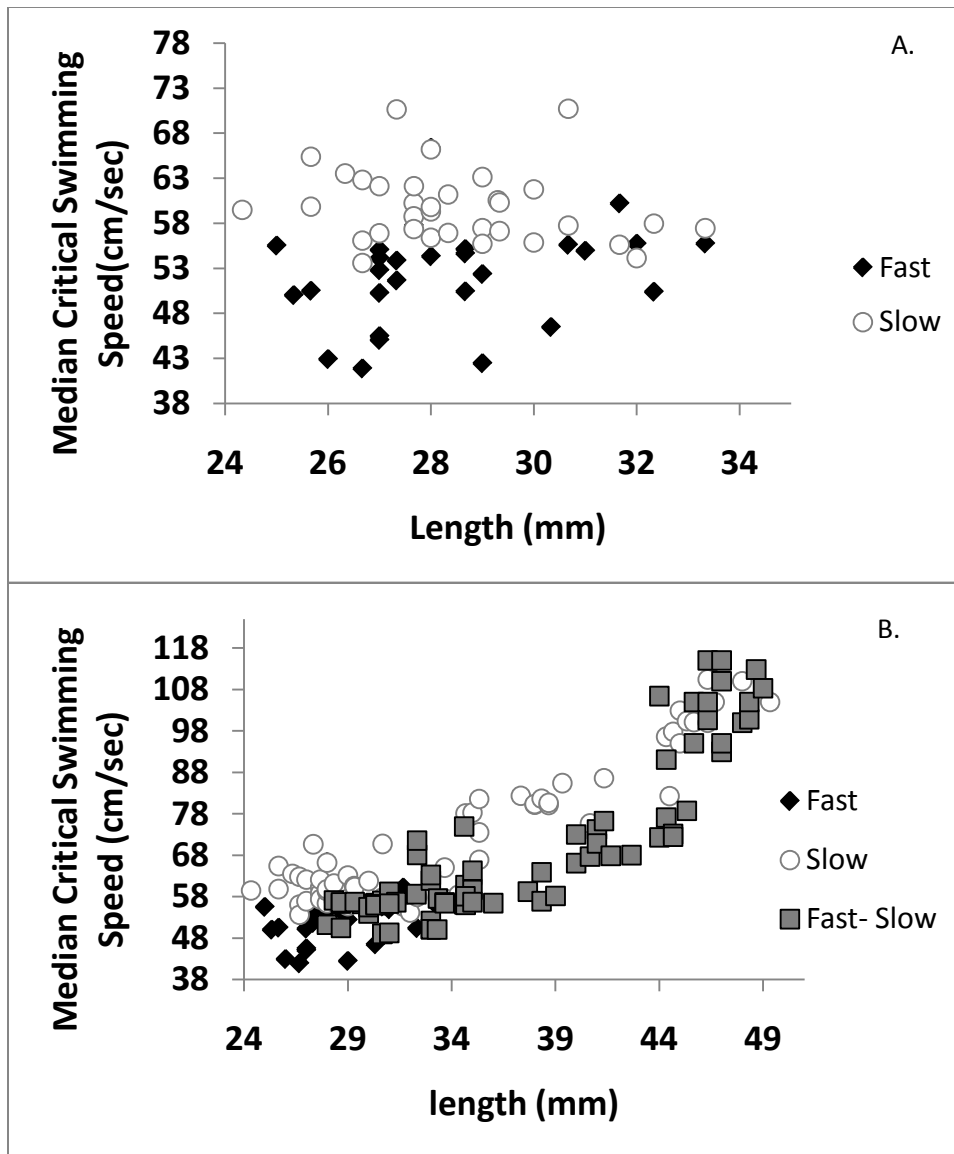 A.
Median Critical Swimming
Speed(cm/sec)
78
73
68
63
58
53
48
43
38
24 26 28 30 32 34
Length (mm)
Fast
Slow
B.
Median Critical Swimming
Speed (cm/sec)
118
108
98
88
78
68
58
48
38
24 29 34 39 44 49
length (mm)
Fast
Slow
Fast- Slow